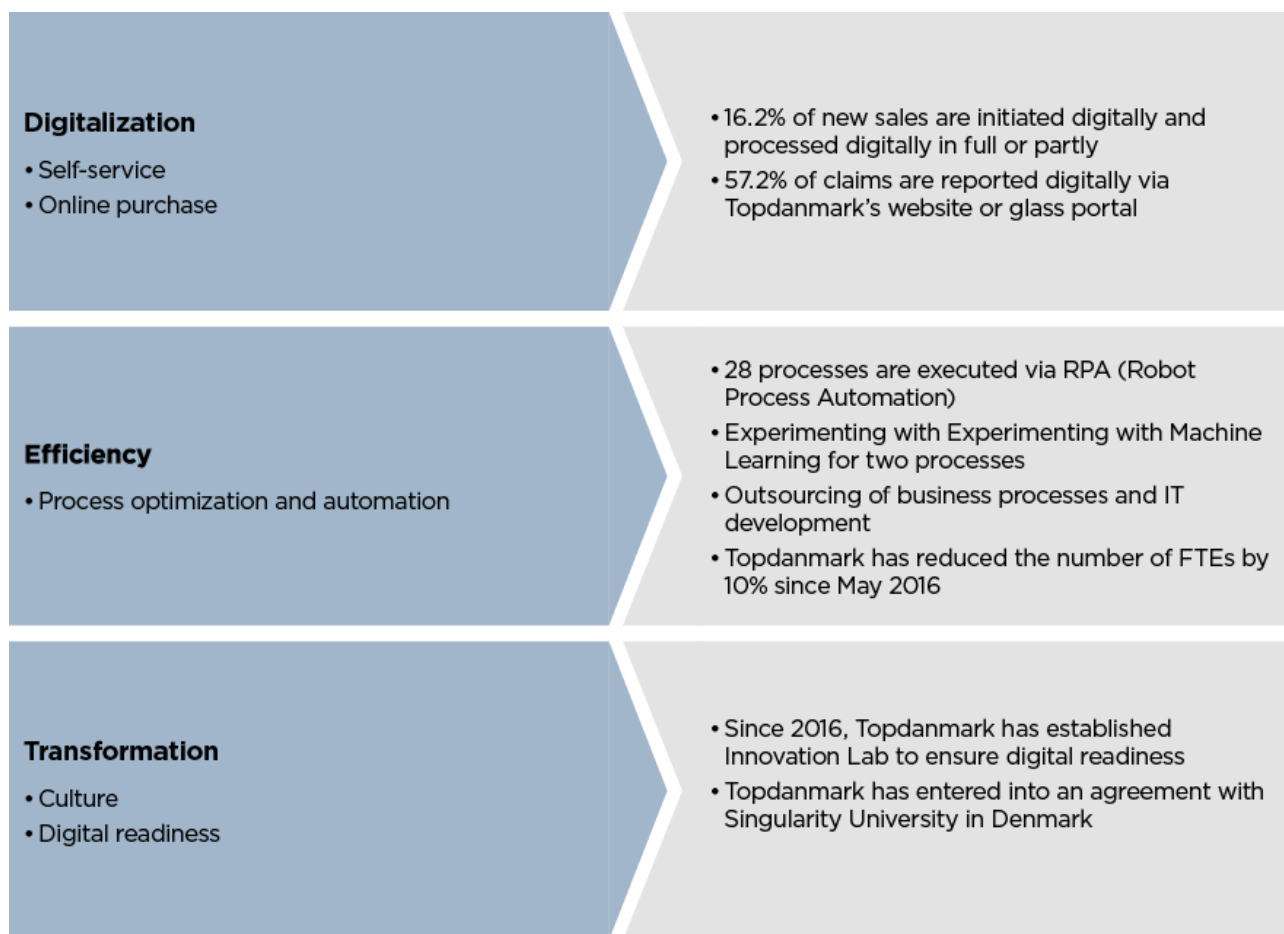 Digitalization
• Self-service
• Online purchase
• 16.2% of new sales are initiated digitally and
processed digitally in full or partly
• 57.2% of claims are reported digitally via
Topdanmark’s website or glass portal
Efficiency
• Process optimization and automation
• 28 processes are executed via RPA (Robot
Process Automation)
• Experimenting with Experimenting with Machine
Learning for two processes
• Outsourcing of business processes and IT
development
• Topdanmark has reduced the number of FTEs by
10% since May 2016
Transformation
• Culture
• Digital readiness
• Since 2016, Topdanmark has established
Innovation Lab to ensure digital readiness
• Topdanmark has entered into an agreement with
Singularity University in Denmark